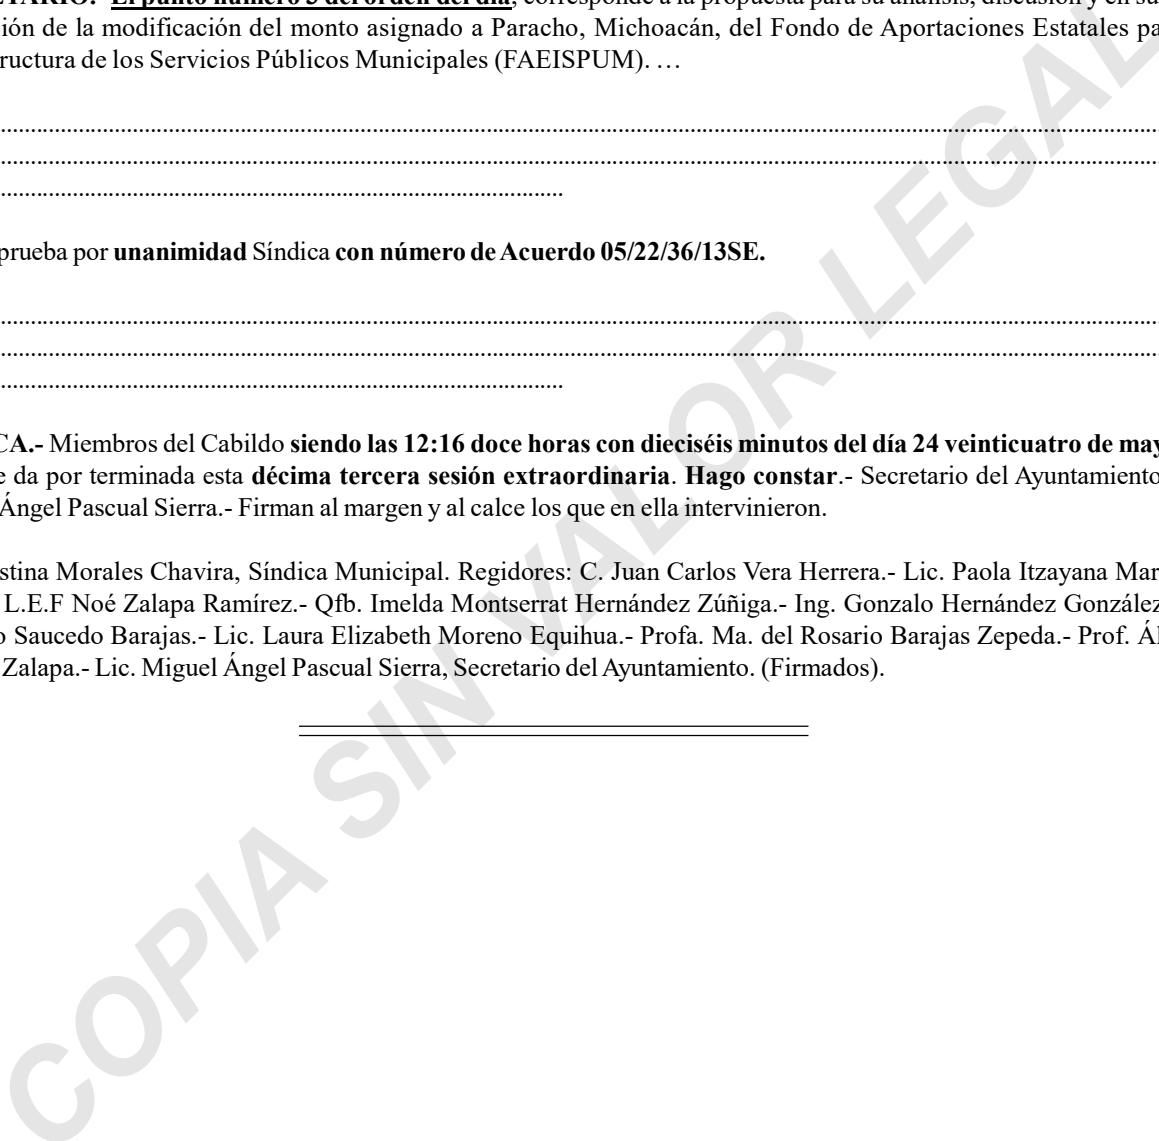 El punto número 5 del orden del día, corresponde a la propuesta para su análisis, discusión y en su
ión de la modificación del monto asignado a Paracho, Michoacán, del Fondo de Aportaciones Estatales pa
ructura de los Servicios Públicos Municipales (FAEISPUM). …
prueba por unanimidad Síndica con número de Acuerdo 05/22/36/13SE.
CA.- Miembros del Cabildo siendo las 12:16 doce horas con dieciséis minutos del día 24 veinticuatro de may
e da por terminada esta décima tercera sesión extraordinaria. Hago constar.- Secretario del Ayuntamiento
Ángel Pascual Sierra.- Firman al margen y al calce los que en ella intervinieron.
stina Morales Chavira, Síndica Municipal. Regidores: C. Juan Carlos Vera Herrera.- Lic. Paola Itzayana Mar
L.E.F Noé Zalapa Ramírez.- Qfb. Imelda Montserrat Hernández Zúñiga.- Ing. Gonzalo Hernández González
o Saucedo Barajas.- Lic. Laura Elizabeth Moreno Equihua.- Profa. Ma. del Rosario Barajas Zepeda.- Prof. Ál
Zalapa.- Lic. Miguel Ángel Pascual Sierra, Secretario del Ayuntamiento. (Firmados).
COPIA SIN VALOR LEGAL